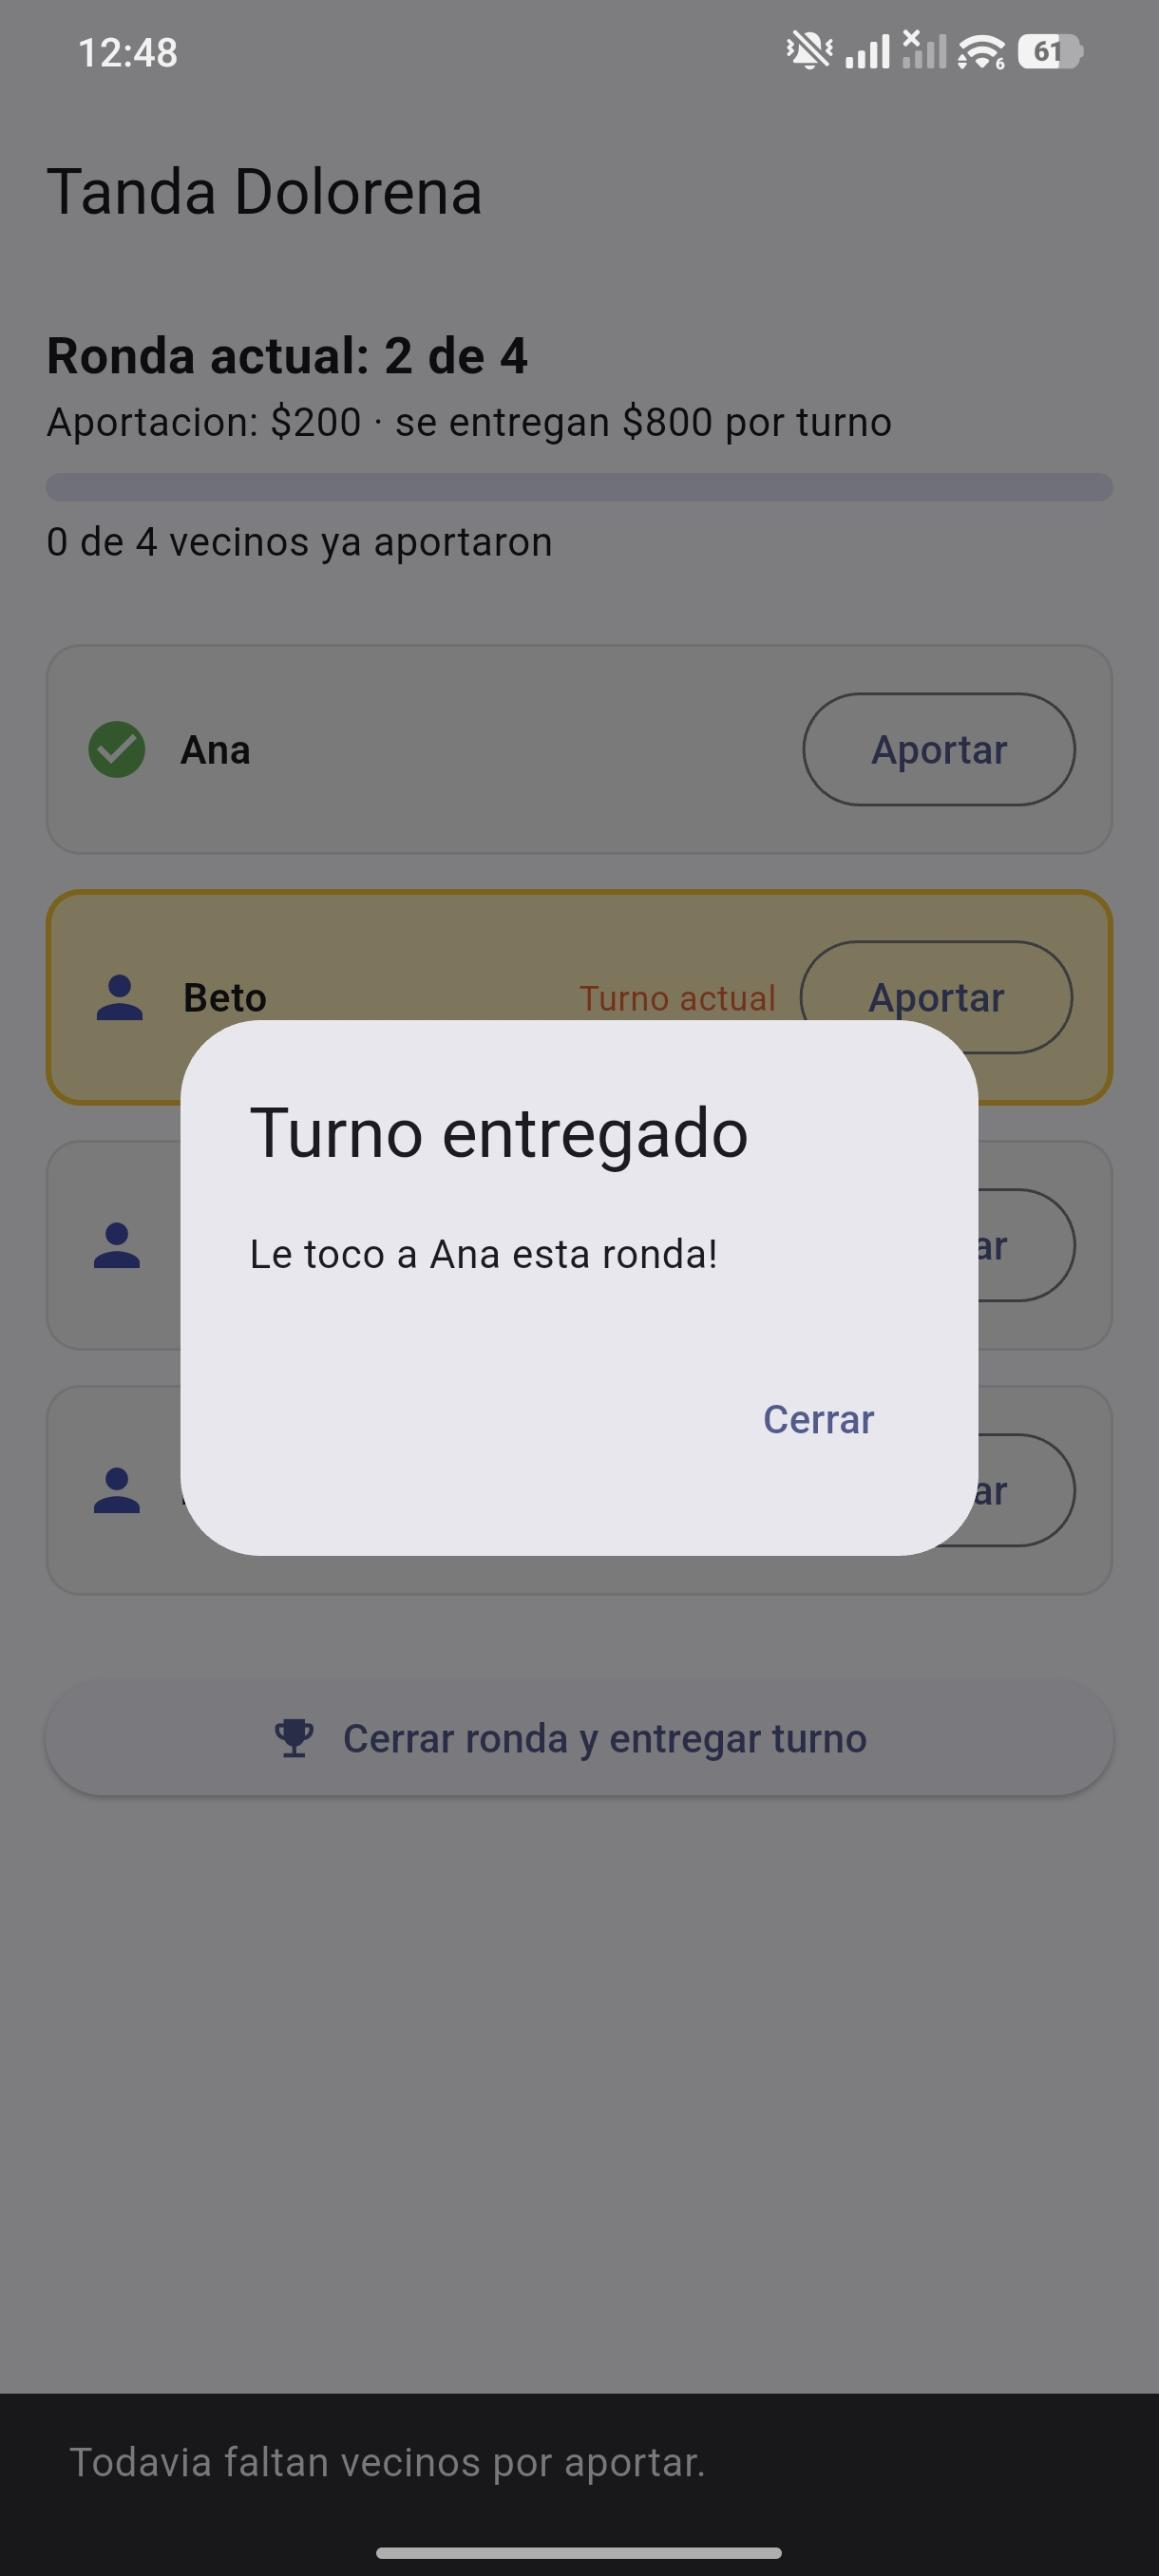 12:48
6
61
Tanda Dolorena
Ronda actual: 2 de 4
Aportacion: $200 · se entregan $800 por turno
0 de 4 vecinos ya aportaron
Ana
Aportar
Beto
Turno actual
Aportar
Turno entregado
Le toco a Ana esta ronda!
Cerrar
Cerrar ronda y entregar turno
Todavia faltan vecinos por aportar.